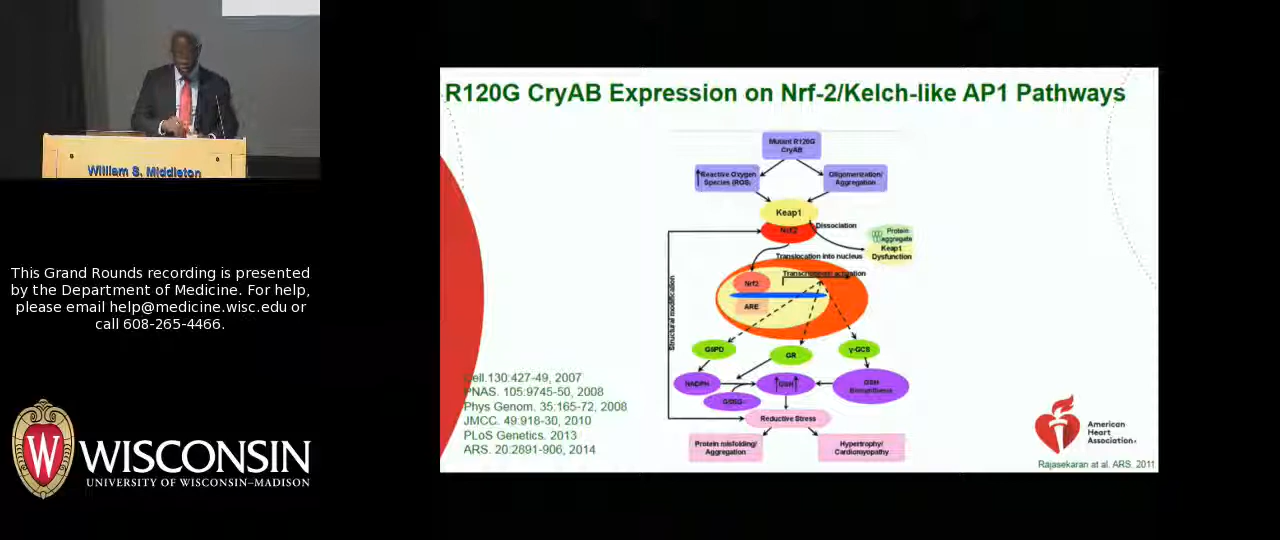 William S. Middleton
This Grand Rounds recording is presented
by the Department of Medicine. For help,
please email help@medicine.wisc.edu or
call 608-265-4466.
WISCONSIN
UNIVERSITY OF WISCONSIN–MADISON
R120G CryAB Expression on Nrf-2/Kelch-like AP1 Pathways
Mutant R120G
CryAB
Reactive Oxygen
Species (ROS)
Oligomerization/
Aggregation
Keap1
Nrf2
Dissociation
Protein
aggregate
Keap1
Dysfunction
Translocation into nucleus
Transcriptional activation
Nrf2
ARE
Structural modification
G6PD
GR
γ-GCS
NADPH
GSH
GSH
Biosynthesis
GSSG
Reductive Stress
Protein misfolding/
Aggregation
Hypertrophy/
Cardiomyopathy
Cell.130:427-49, 2007
PNAS. 105:9745-50, 2008
Phys Genom. 35:165-72, 2008
JMCC. 49:918-30, 2010
PLoS Genetics. 2013
ARS. 20:2891-906, 2014
American
Heart
Association
Rajasekaran at al. ARS. 2011